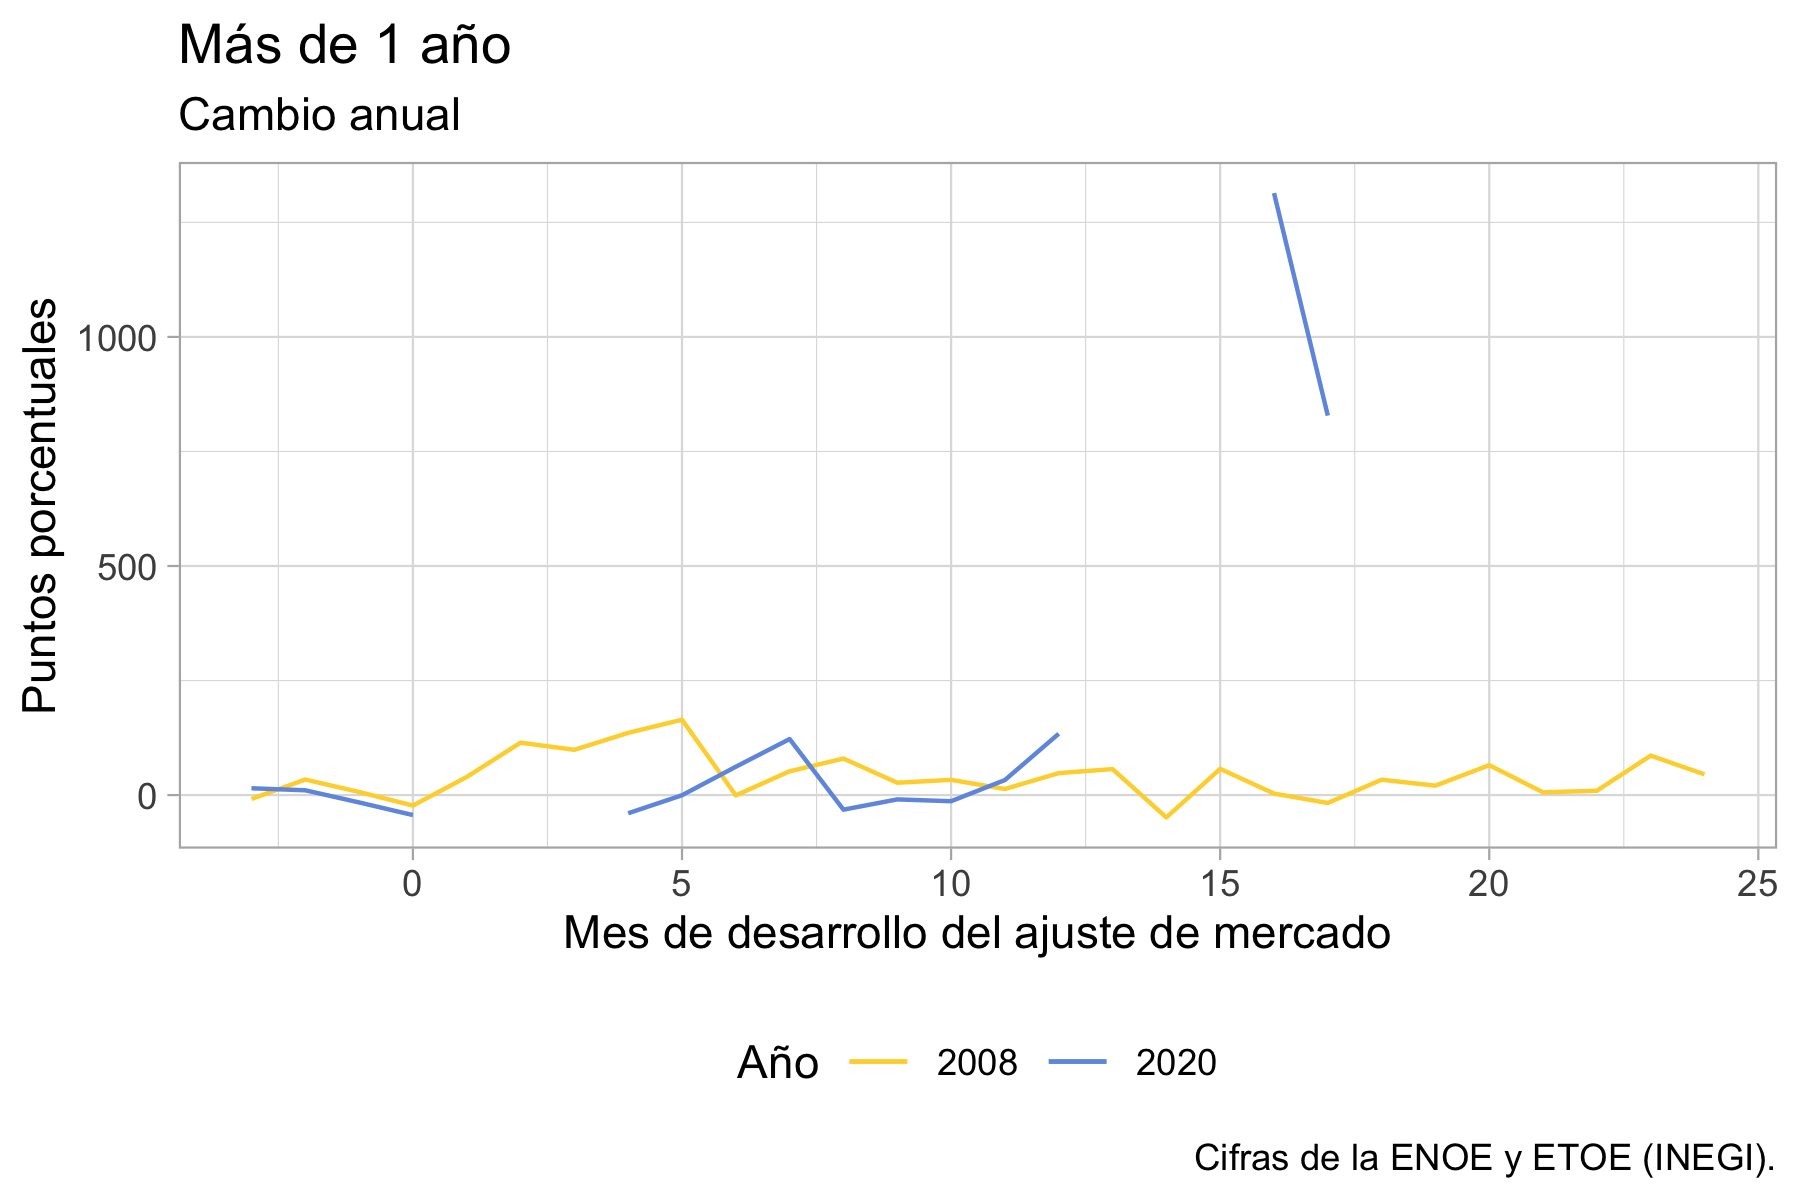 Más de 1 año
Cambio anual
Puntos porcentuales
1000
500
0
0 5 10 15 20 25
Mes de desarrollo del ajuste de mercado
Año 2008 2020
Cifras de la ENOE y ETOE (INEGI).